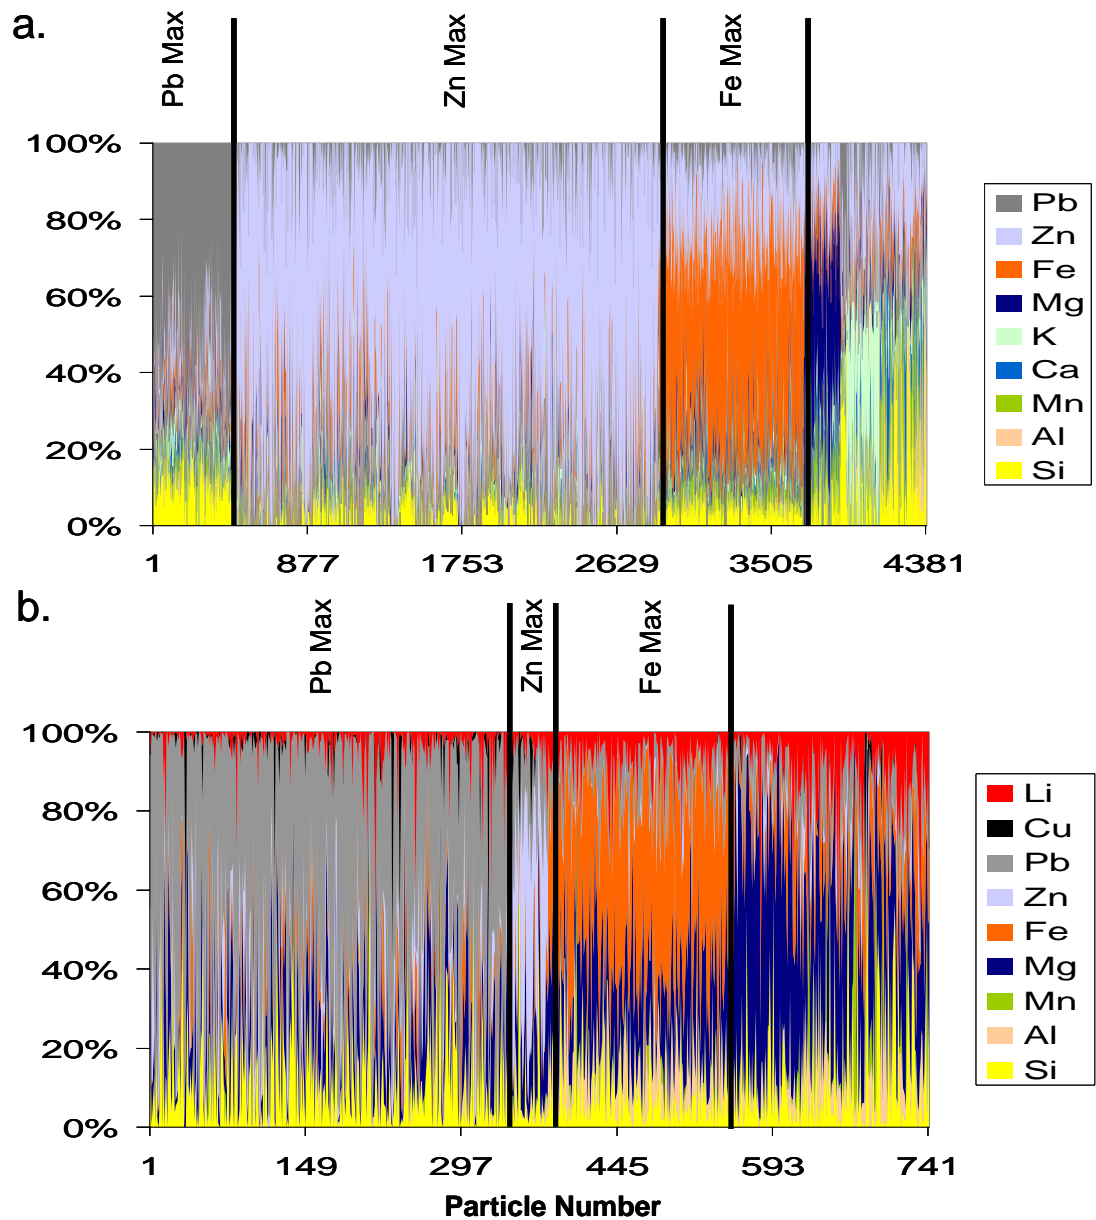 a.
Pb Max
Zn Max
Fe Max
100%
80%
60%
40%
20%
0%
1 877 1753 2629 3505 4381
Pb
Zn
Fe
Mg
K
Ca
Mn
Al
Si
b.
Pb Max
Zn Max
Fe Max
100%
80%
60%
40%
20%
0%
1 149 297 445 593 741
Particle Number
Li
Cu
Pb
Zn
Fe
Mg
Mn
Al
Si